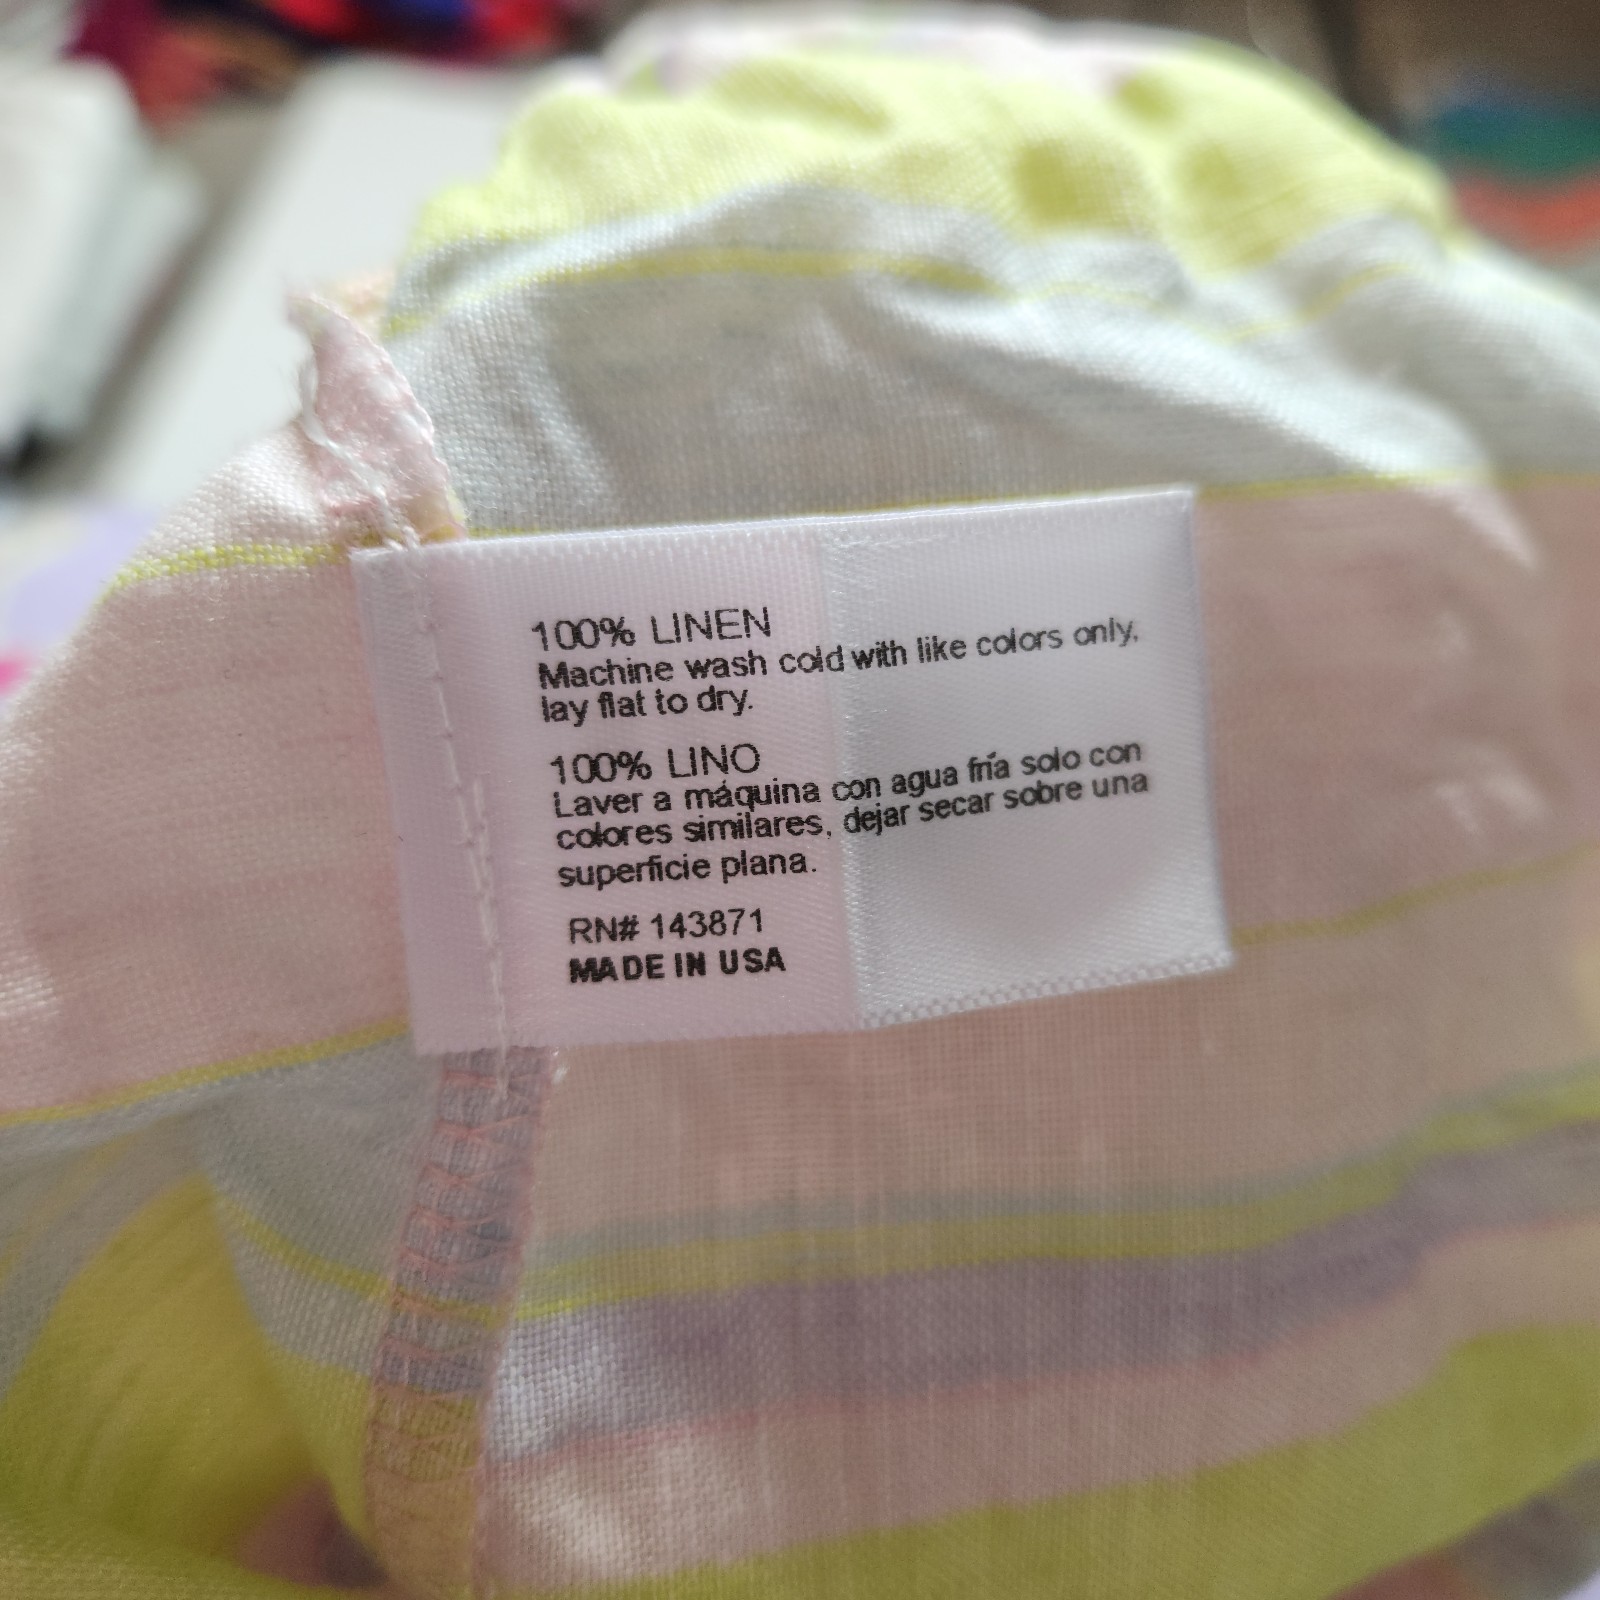 100% LINEN
Machine wash cold with like colors only,
lay flat to dry.
100% LINO
Laver a máquina con agua fría solo con
colores similares, dejar secar sobre una
superficie plana.
RN# 143871
MADE IN USA